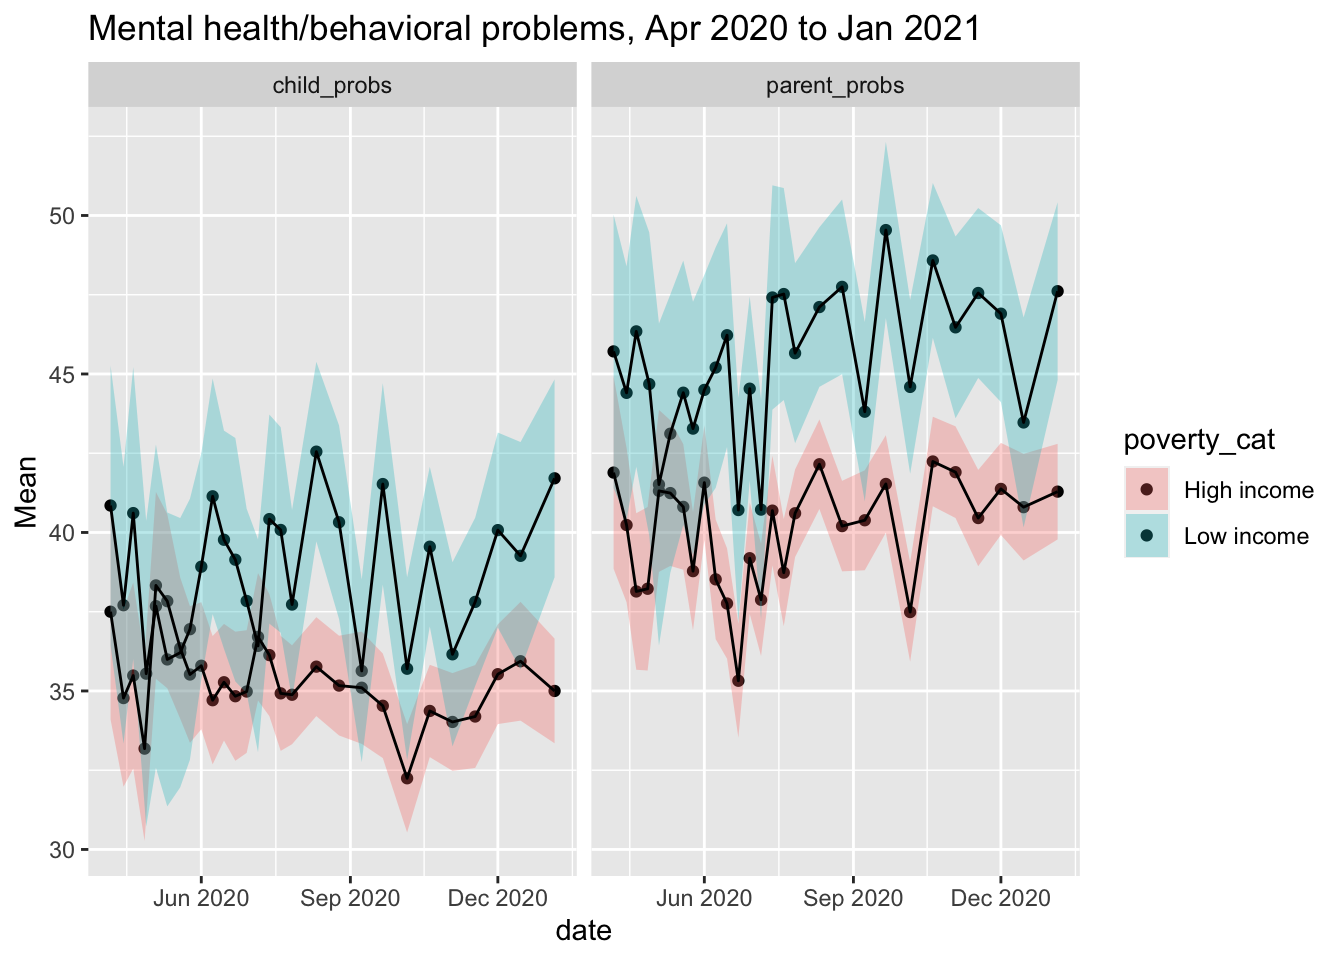 Mental health/behavioral problems, Apr 2020 to Jan 2021
child_probs
parent_probs
50
45
40
35
30
Mean
Jun 2020
Sep 2020
Dec 2020
Jun 2020
Sep 2020
Dec 2020
date
poverty_cat
High income
Low income